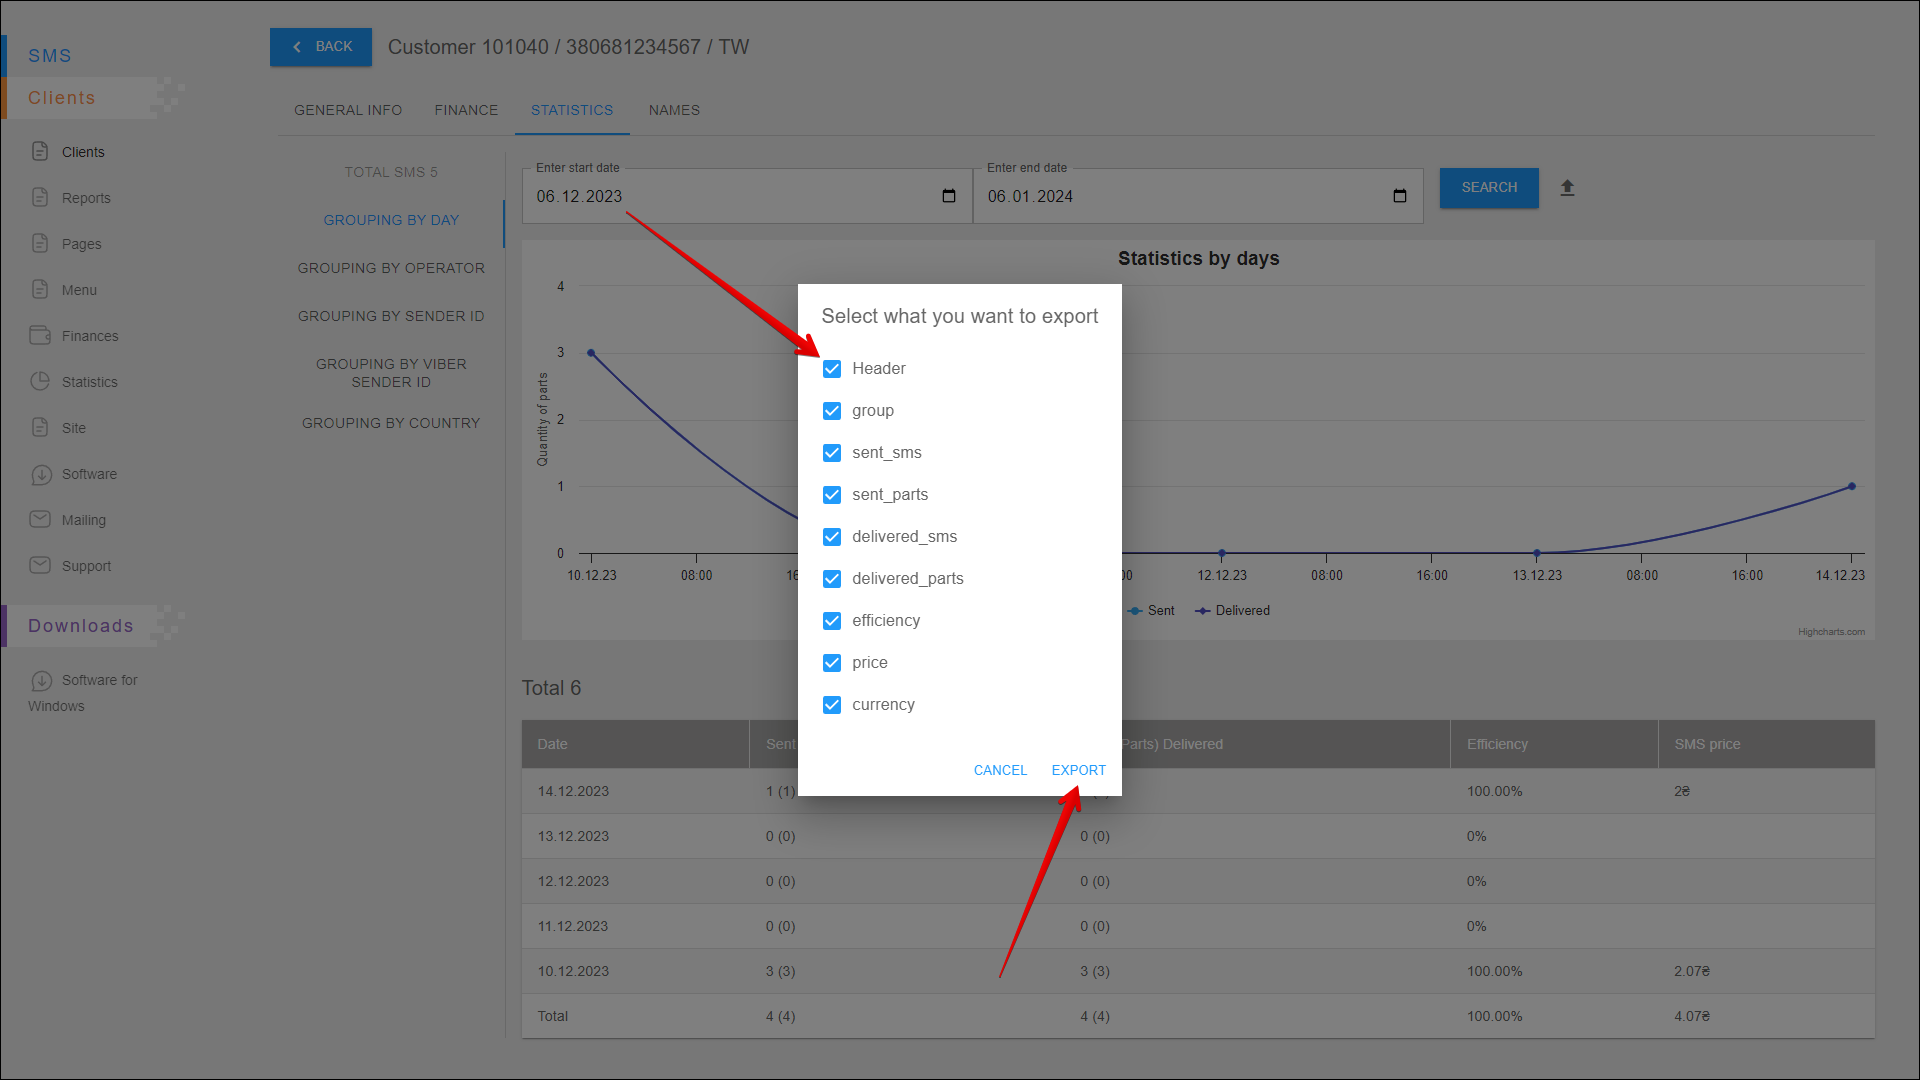 SMS
Clients
Clients
Reports
Pages
Menu
Finances
Statistics
Site
Software
Mailing
Support
Downloads
Software for
Windows
BACK
Customer 101040 / 380681234567 / TW
GENERAL INFO
FINANCE
STATISTICS
NAMES
TOTAL SMS 5
GROUPING BY DAY
GROUPING BY OPERATOR
GROUPING BY SENDER ID
GROUPING BY VIBER
SENDER ID
GROUPING BY COUNTRY
Enter start date
06.12.2023
Enter end date
06.01.2024
SEARCH
Statistics by days
Quantity of parts
4
3
2
1
0
10.12.23
08:00
12.12.23
08:00
16:00
13.12.23
08:00
16:00
14.12.23
Sent
Delivered
Highcharts.com
Select what you want to export
Header
group
sent_sms
sent_parts
delivered_sms
delivered_parts
efficiency
price
currency
CANCEL
EXPORT
Total 6
Date Sent Parts) Delivered Efficiency SMS price
14.12.2023 1 (1) 100.00% 2₴
13.12.2023 0 (0) 0 (0) 0%
12.12.2023 0 (0) 0 (0) 0%
11.12.2023 0 (0) 0 (0) 0%
10.12.2023 3 (3) 3 (3) 100.00% 2.07₴
Total 4 (4) 4 (4) 100.00% 4.07₴